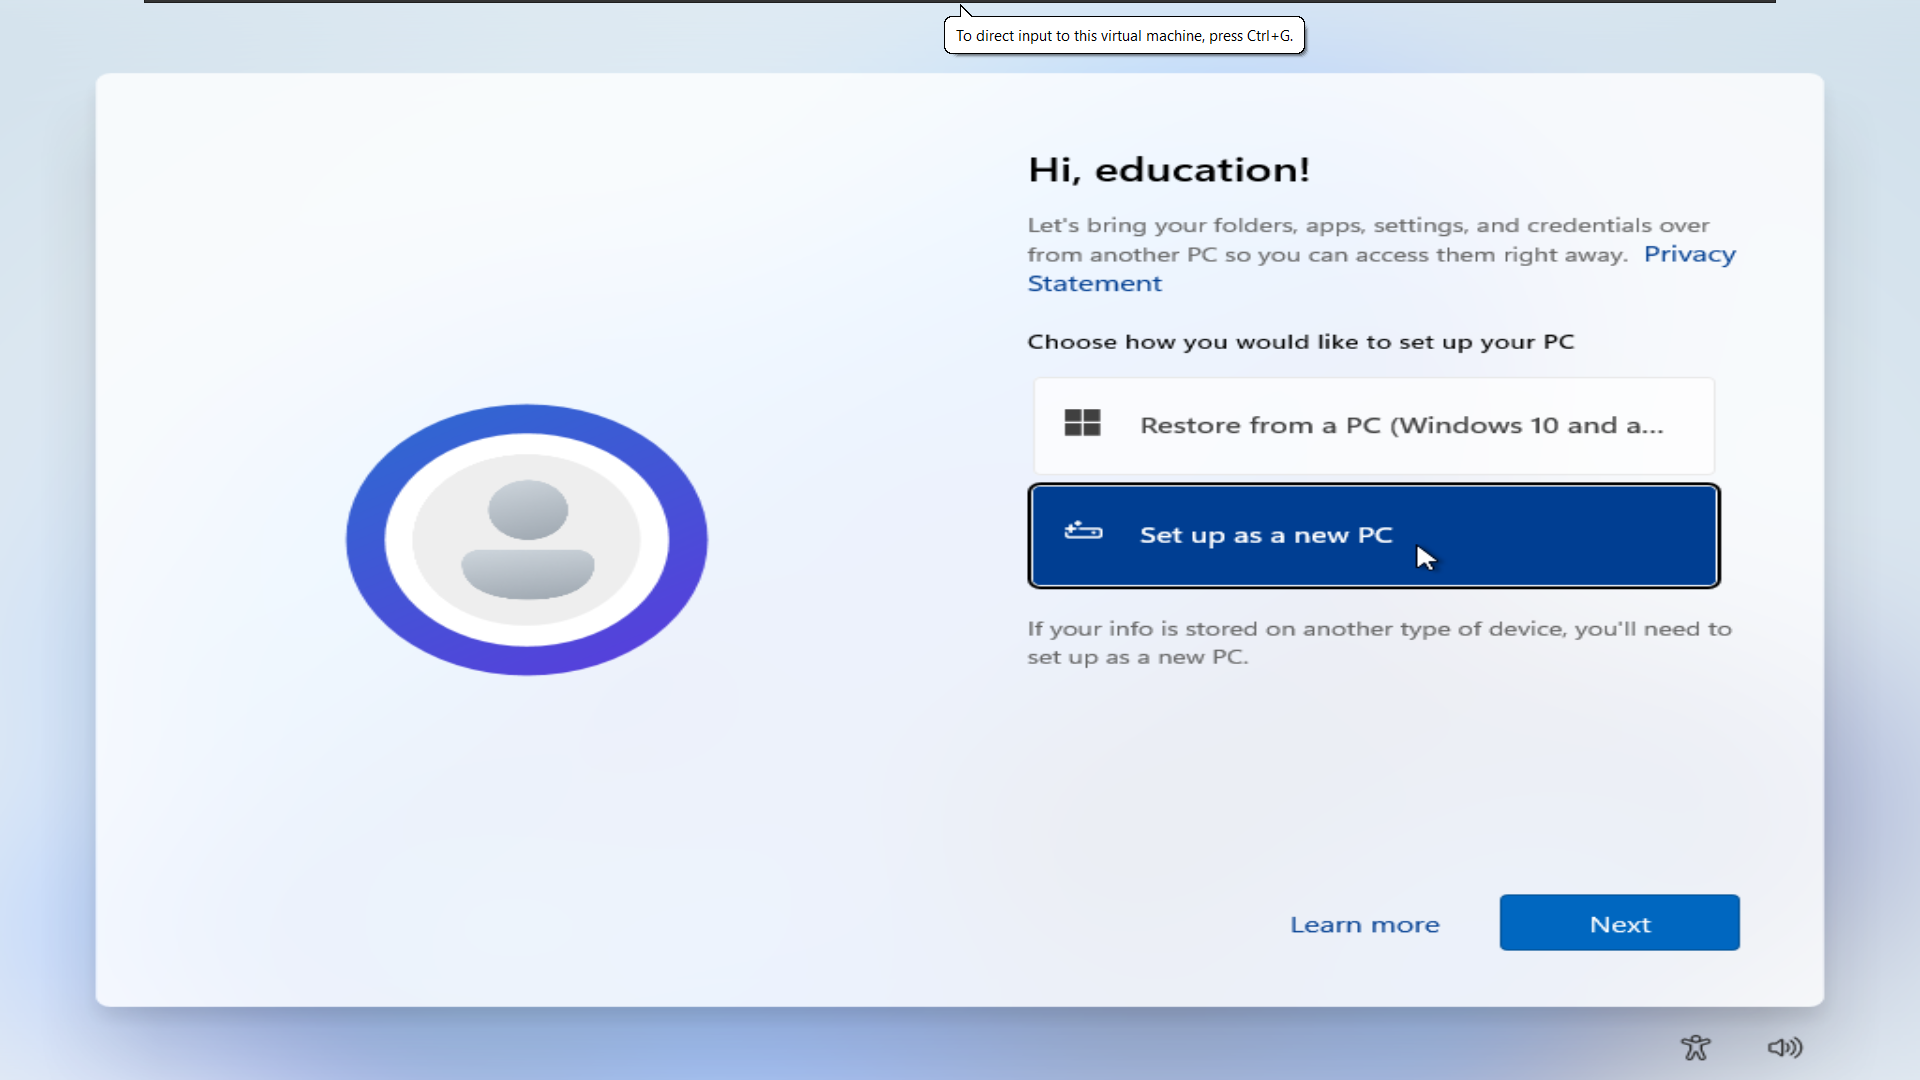 To direct input to this virtual machine, press Ctrl+G.
Hi, education!
Let's bring your folders, apps, settings, and credentials over
from another PC so you can access them right away. Privacy
Statement
Choose how you would like to set up your PC
Restore from a PC (Windows 10 and a...
Set up as a new PC
If your info is stored on another type of device, you'll need to
set up as a new PC.
Learn more
Next